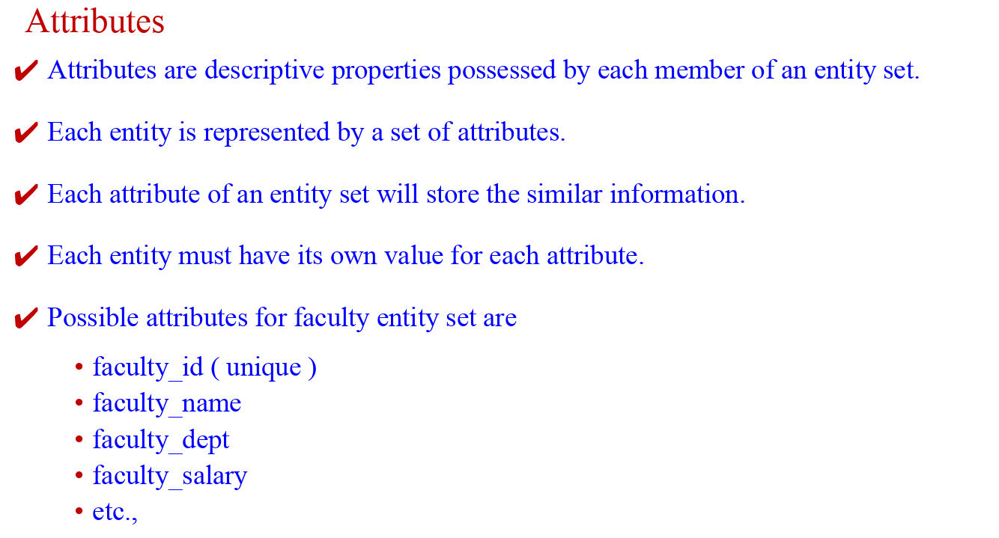 Attributes
✔ Attributes are descriptive properties possessed by each member of an entity set.
✔ Each entity is represented by a set of attributes.
✔ Each attribute of an entity set will store the similar information.
✔ Each entity must have its own value for each attribute.
✔ Possible attributes for faculty entity set are
• faculty_id ( unique )
• faculty_name
• faculty_dept
• faculty_salary
• etc.,